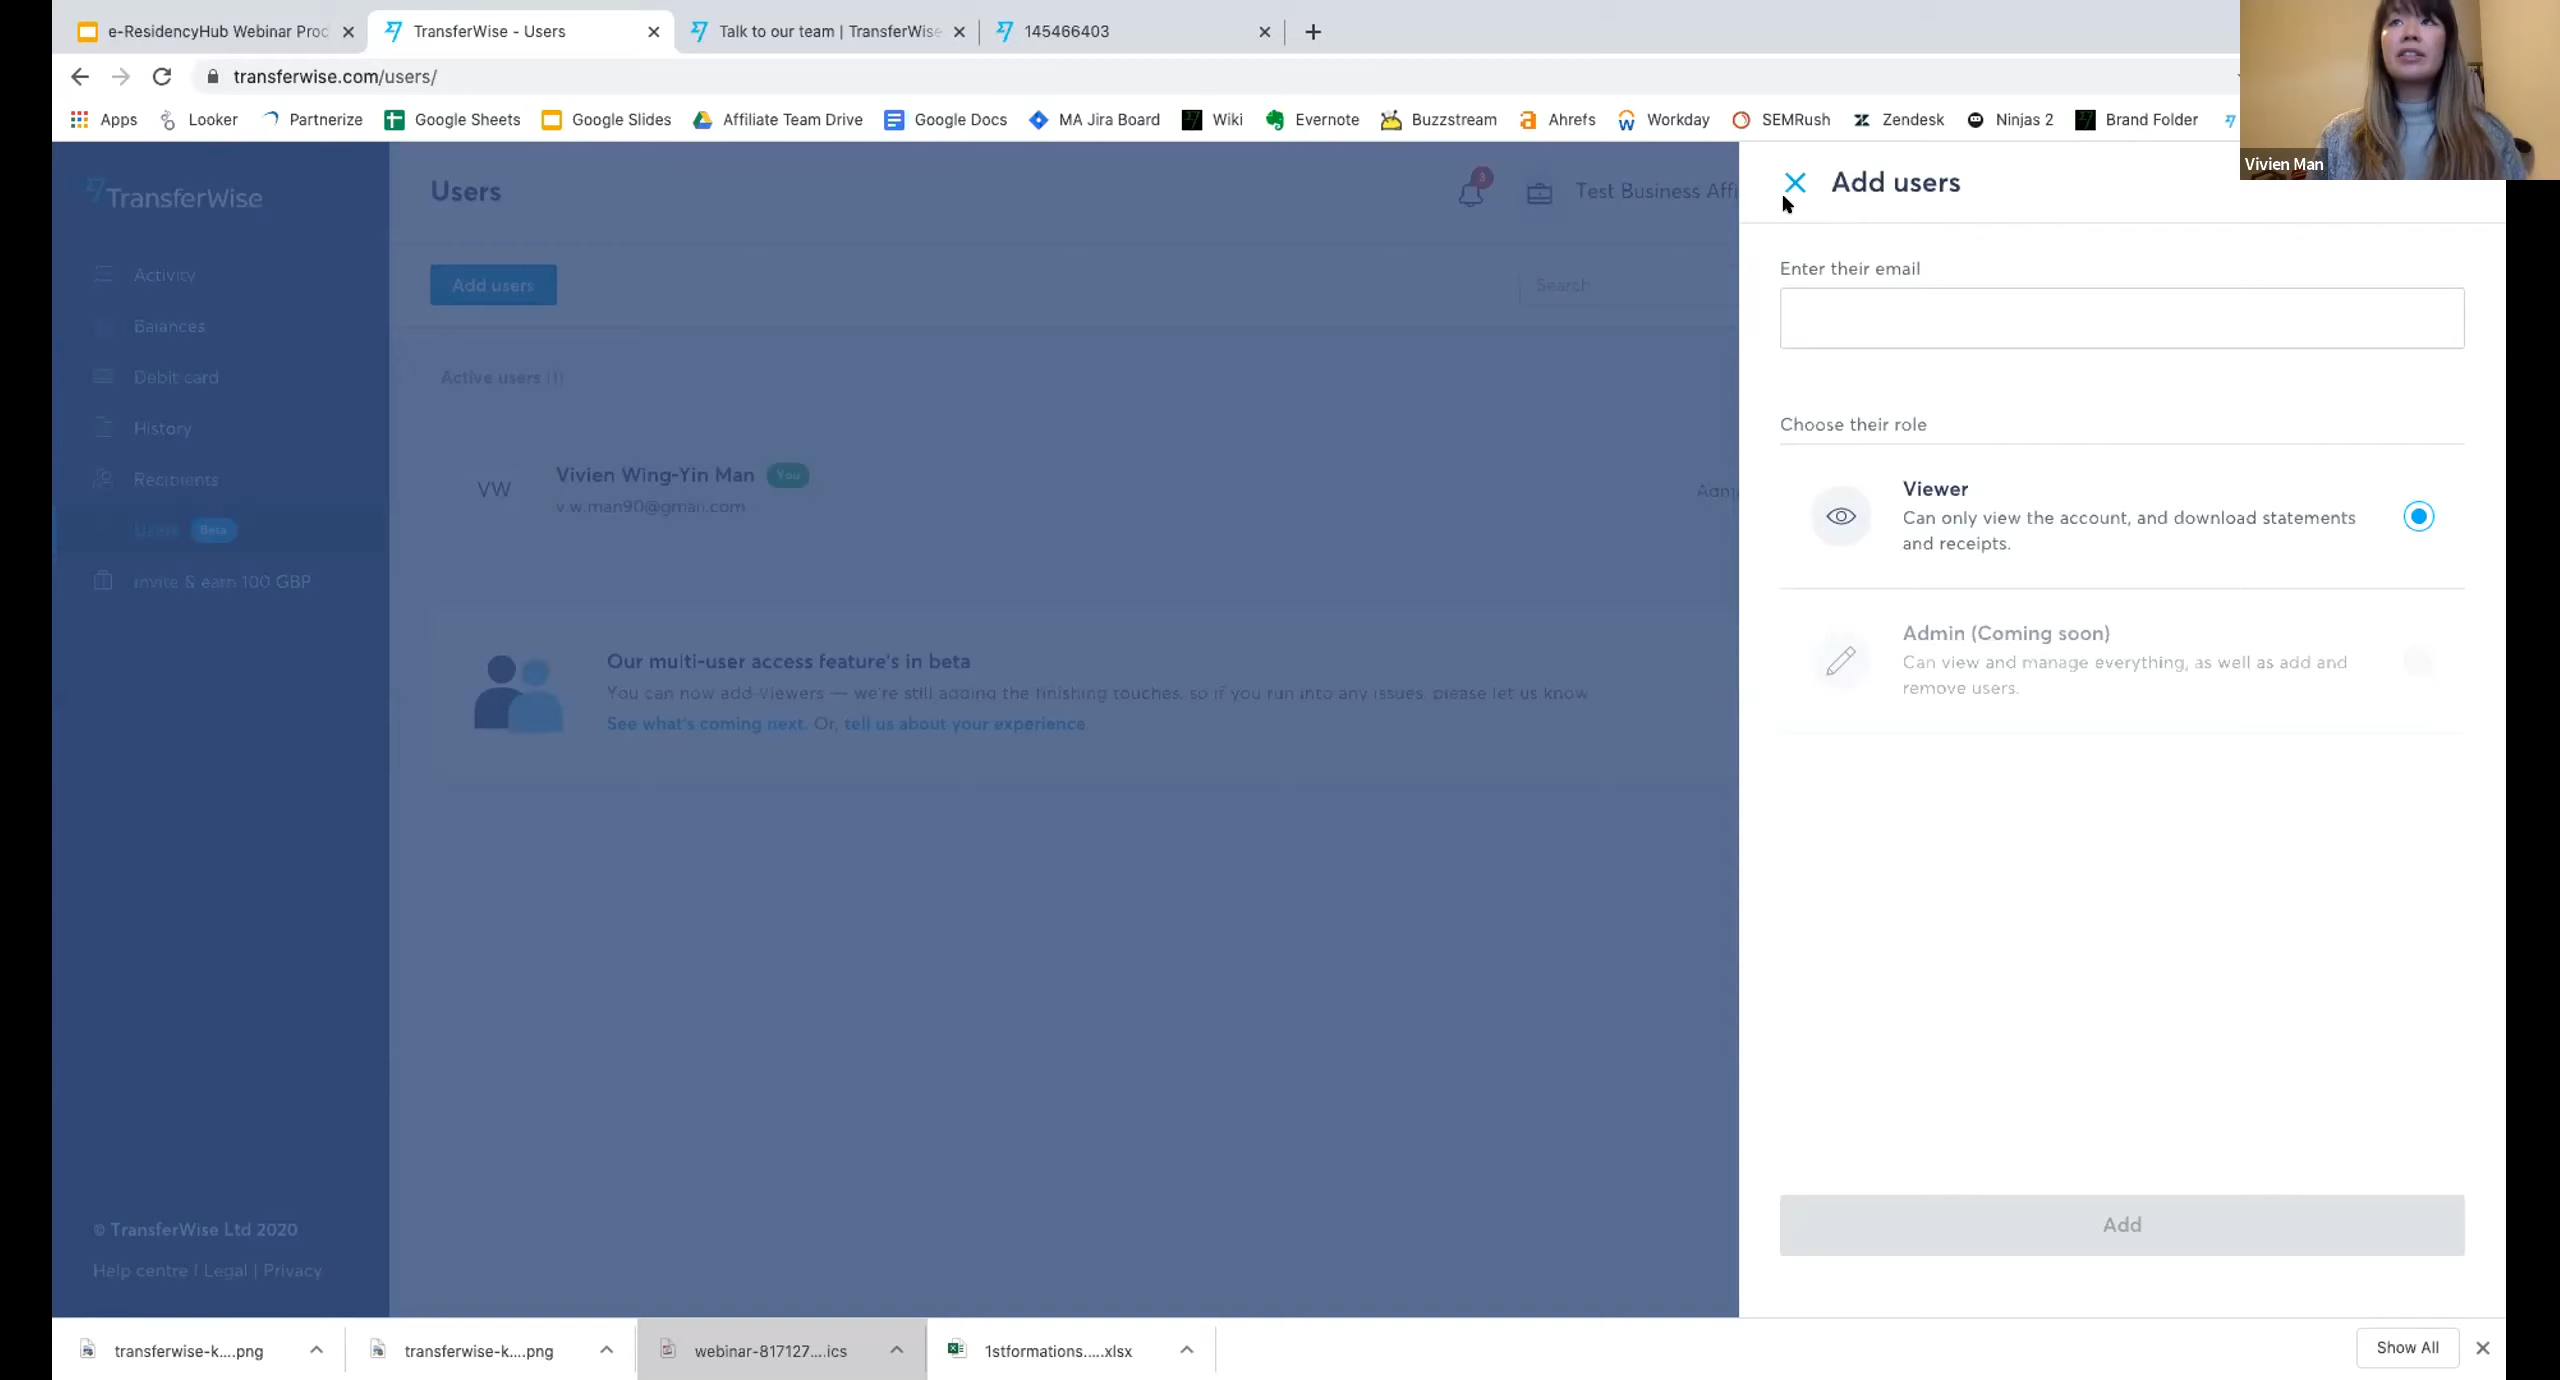 e-ResidencyHub Webinar Proc
TransferWise - Users
Talk to our team | TransferWise
145466403
transferwise.com/users/
Apps
Looker
Partnerize
Google Sheets
Google Slides
Affiliate Team Drive
Google Docs
MA Jira Board
Wiki
Evernote
Buzzstream
Ahrefs
Workday
SEMRush
Zendesk
Ninjas 2
Brand Folder
Vivien Man
TransferWise
Users
3
Test Business Affi
Add users
Activity
Balances
Debit card
History
Recipients
Users Beta
Invite & earn 100 GBP
Add users
Search
Active users (1)
VW
Vivien Wing-Yin Man You
v.w.man90@gmail.com
Our multi-user access feature's in beta
You can now add Viewers — we're still adding the finishing touches, so if you run into any issues, please let us know
See what's coming next. Or, tell us about your experience
Enter their email
Choose their role
Viewer
Can only view the account, and download statements
and receipts.
Admin (Coming soon)
Can view and manage everything, as well as add and
remove users.
Add
© TransferWise Ltd 2020
Help centre | Legal | Privacy
transferwise-k....png
transferwise-k....png
webinar-817127....ics
1stformations.....xlsx
Show All